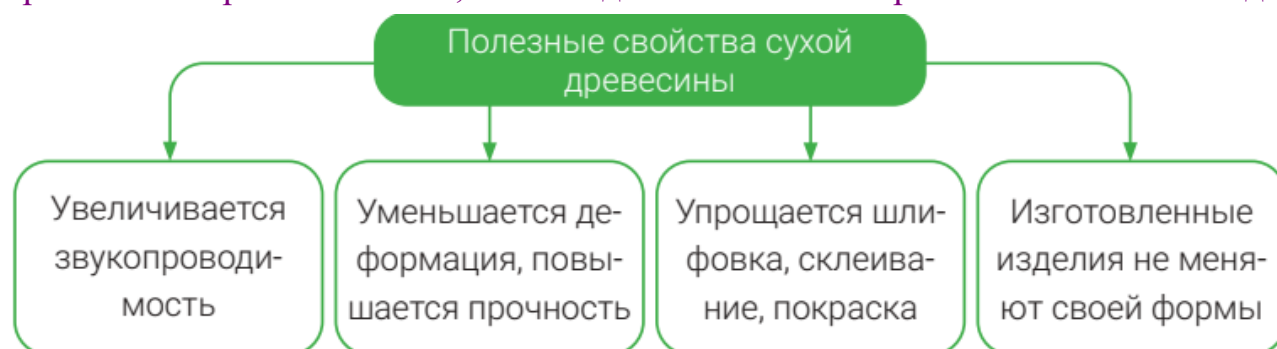 Полезные свойства сухой
древесины
Увеличивается
звукопроводи-
мость
Уменьшается де-
формация, повы-
шается прочность
Упрощается шли-
фовка, склеива-
ние, покраска
Изготовленные
изделия не меня-
ют своей формы